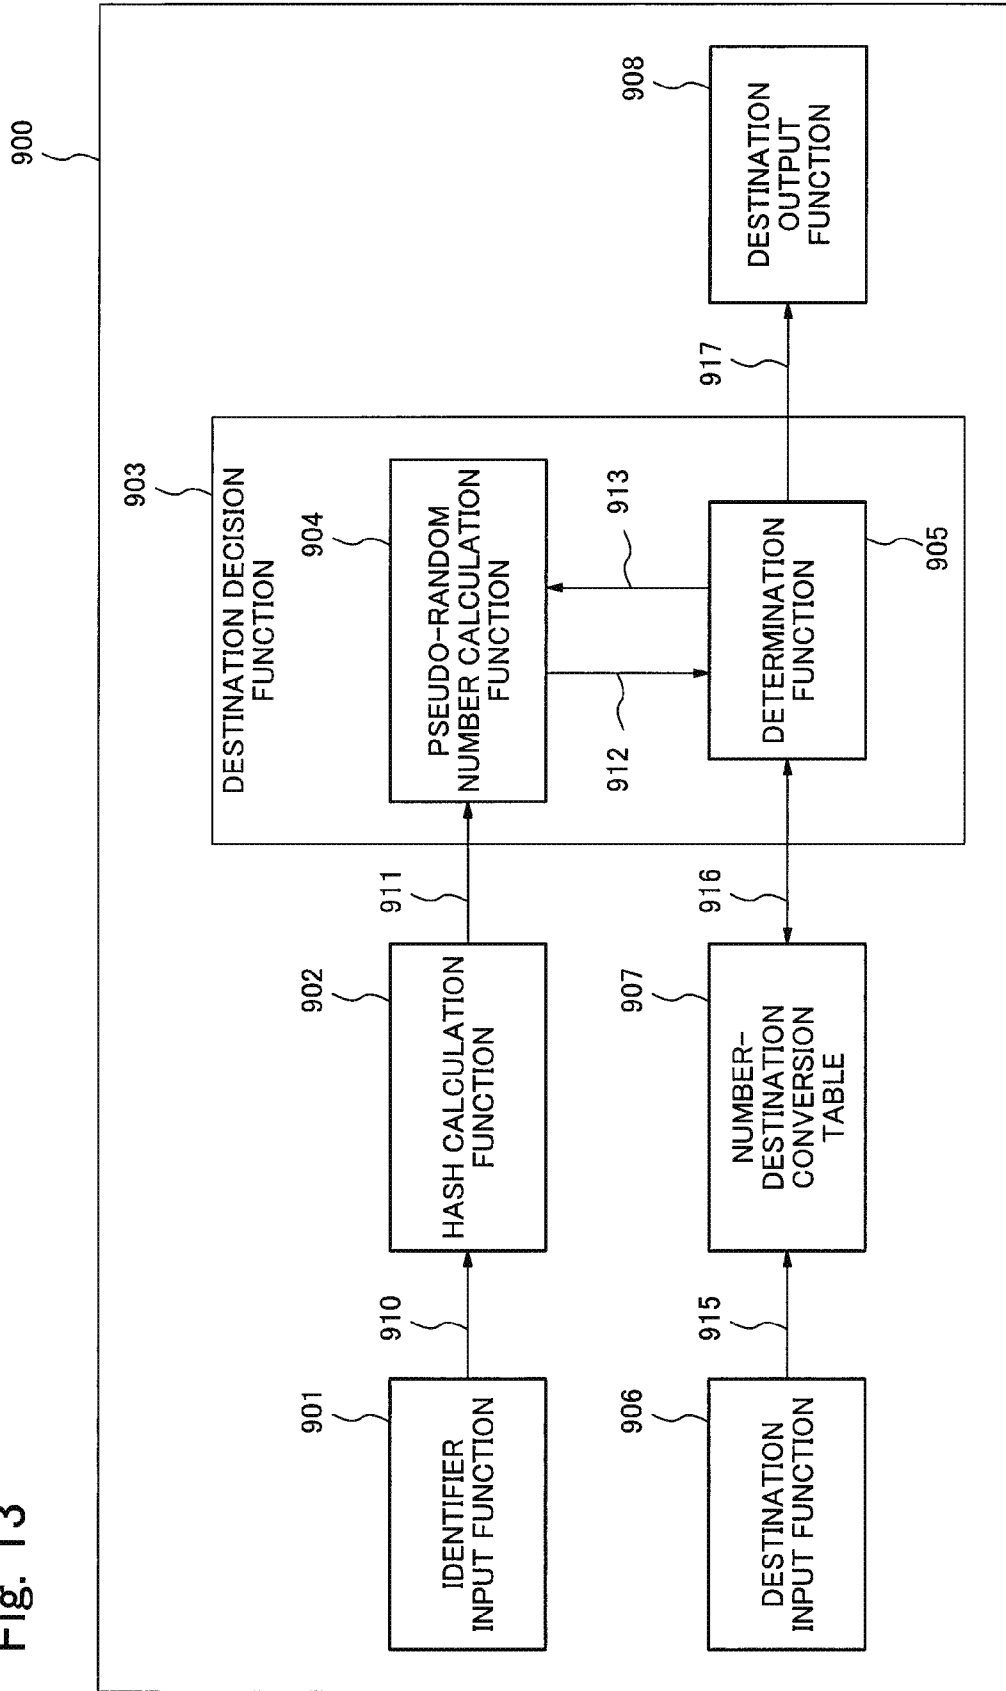 Fig. 13
900
903
DESTINATION DECISION
FUNCTION
901
IDENTIFIER
INPUT FUNCTION
910
902
HASH CALCULATION
FUNCTION
911
904
PSEUDO-RANDOM
NUMBER CALCULATION
FUNCTION
912
913
906
DESTINATION
INPUT FUNCTION
915
907
NUMBER-
DESTINATION
CONVERSION
TABLE
916
DETERMINATION
FUNCTION
905
917
908
DESTINATION
OUTPUT
FUNCTION